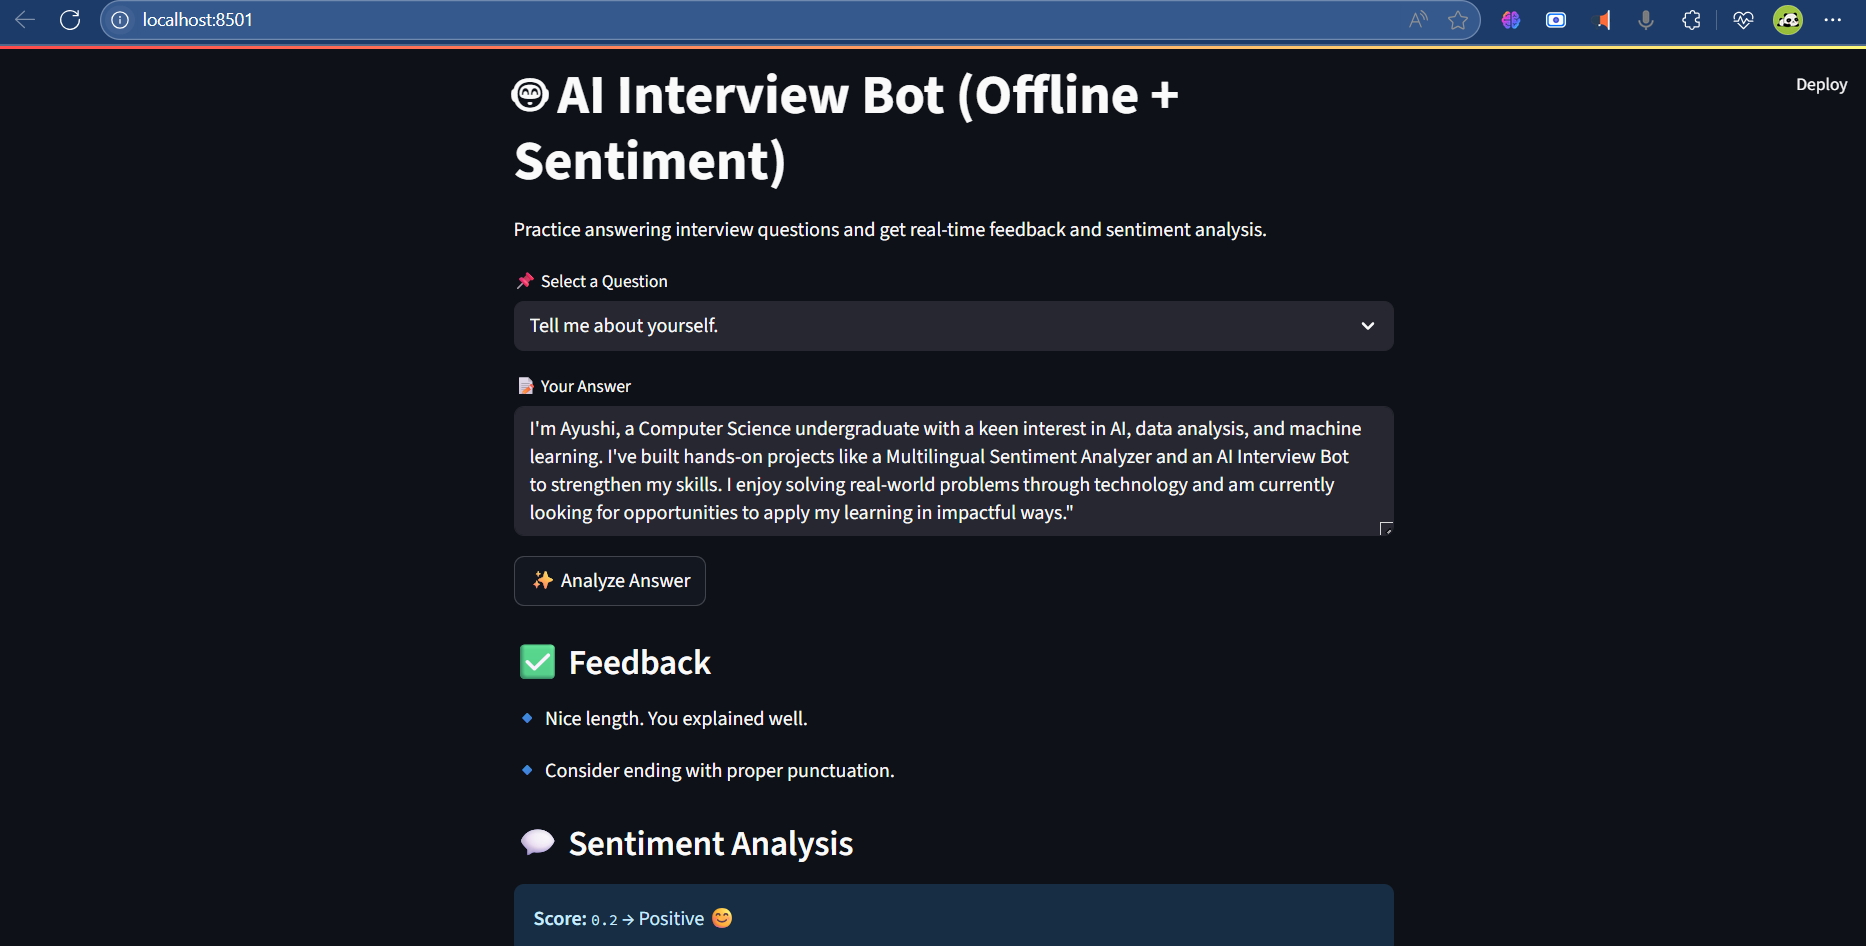 localhost:8501
Deploy
AI Interview Bot (Offline +
Sentiment)
Practice answering interview questions and get real-time feedback and sentiment analysis.
📌 Select a Question
Tell me about yourself.
📝 Your Answer
I'm Ayushi, a Computer Science undergraduate with a keen interest in AI, data analysis, and machine
learning. I've built hands-on projects like a Multilingual Sentiment Analyzer and an AI Interview Bot
to strengthen my skills. I enjoy solving real-world problems through technology and am currently
looking for opportunities to apply my learning in impactful ways."
✨ Analyze Answer
✅ Feedback
🔹 Nice length. You explained well.
🔹 Consider ending with proper punctuation.
💬 Sentiment Analysis
Score: 0.2 → Positive 😊